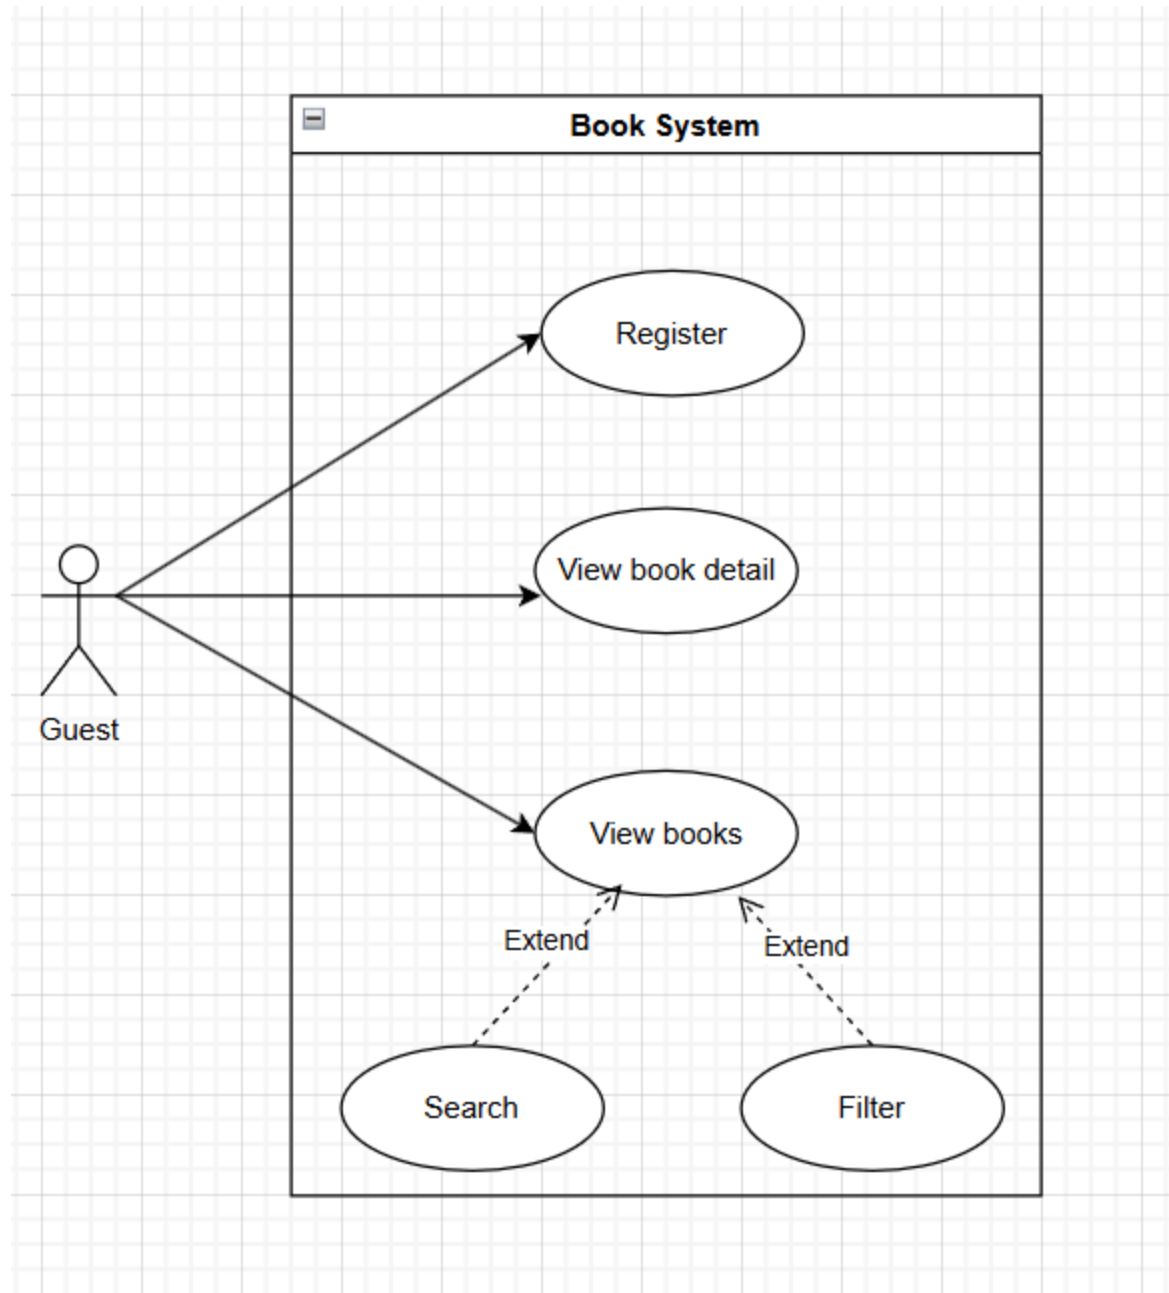 Book System
Register
View book detail
Guest
View books
Extend
Extend
Search
Filter